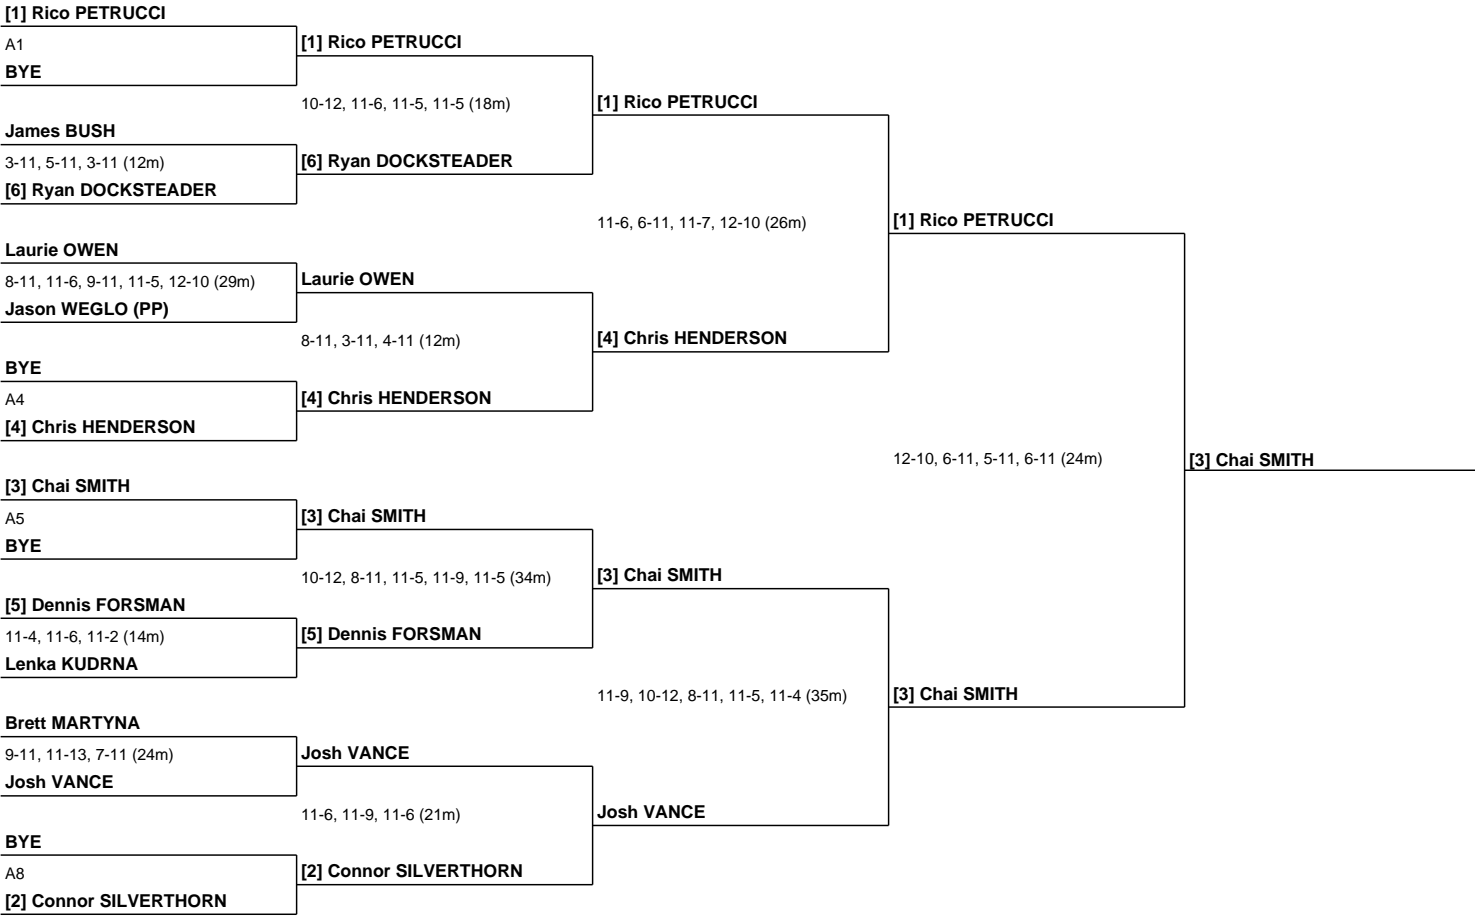 [1] Rico PETRUCCI
A1
BYE
James BUSH
3-11, 5-11, 3-11 (12m)
[6] Ryan DOCKSTEADER
Laurie OWEN
8-11, 11-6, 9-11, 11-5, 12-10 (29m)
Jason WEGLO (PP)
BYE
A4
[4] Chris HENDERSON
[3] Chai SMITH
A5
BYE
[5] Dennis FORSMAN
11-4, 11-6, 11-2 (14m)
Lenka KUDRNA
Brett MARTYNA
9-11, 11-13, 7-11 (24m)
Josh VANCE
BYE
A8
[2] Connor SILVERTHORN
[1] Rico PETRUCCI
10-12, 11-6, 11-5, 11-5 (18m)
[6] Ryan DOCKSTEADER
Laurie OWEN
8-11, 3-11, 4-11 (12m)
[4] Chris HENDERSON
[3] Chai SMITH
10-12, 8-11, 11-5, 11-9, 11-5 (34m)
[5] Dennis FORSMAN
Josh VANCE
11-6, 11-9, 11-6 (21m)
[2] Connor SILVERTHORN
[1] Rico PETRUCCI
11-6, 6-11, 11-7, 12-10 (26m)
[4] Chris HENDERSON
[3] Chai SMITH
11-9, 10-12, 8-11, 11-5, 11-4 (35m)
Josh VANCE
[1] Rico PETRUCCI
12-10, 6-11, 5-11, 6-11 (24m)
[3] Chai SMITH
[3] Chai SMITH